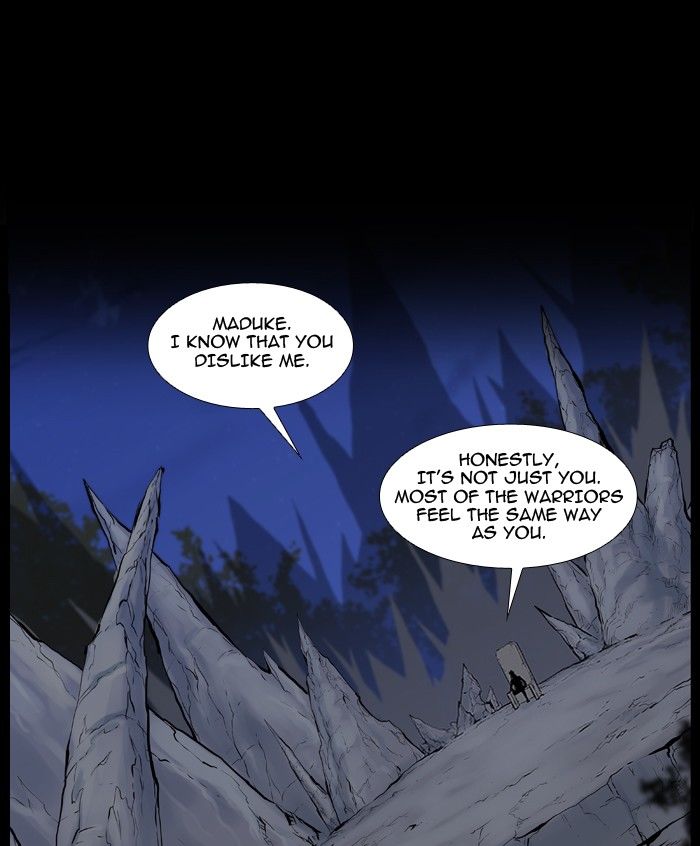 MADUKE.
I KNOW THAT YOU
DISLIKE ME.
HONESTLY,
IT'S NOT JUST YOU.
MOST OF THE WARRIORS
FEEL THE SAME WAY
AS YOU.